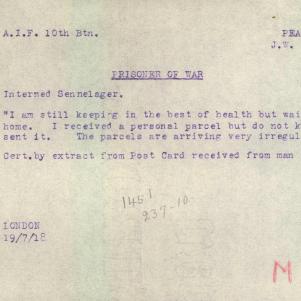 A.I.F. 10th Btn. PEA
J.W.
PRISONER OF WAR
Interned Sennelager.
"I am still keeping in the best of health but wai
home. I received a personal parcel but do not k
sent it. The parcels are arriving very irregul
Cert.by extract from Post Card received from man
1451
237-10
LONDON
19/7/18
M